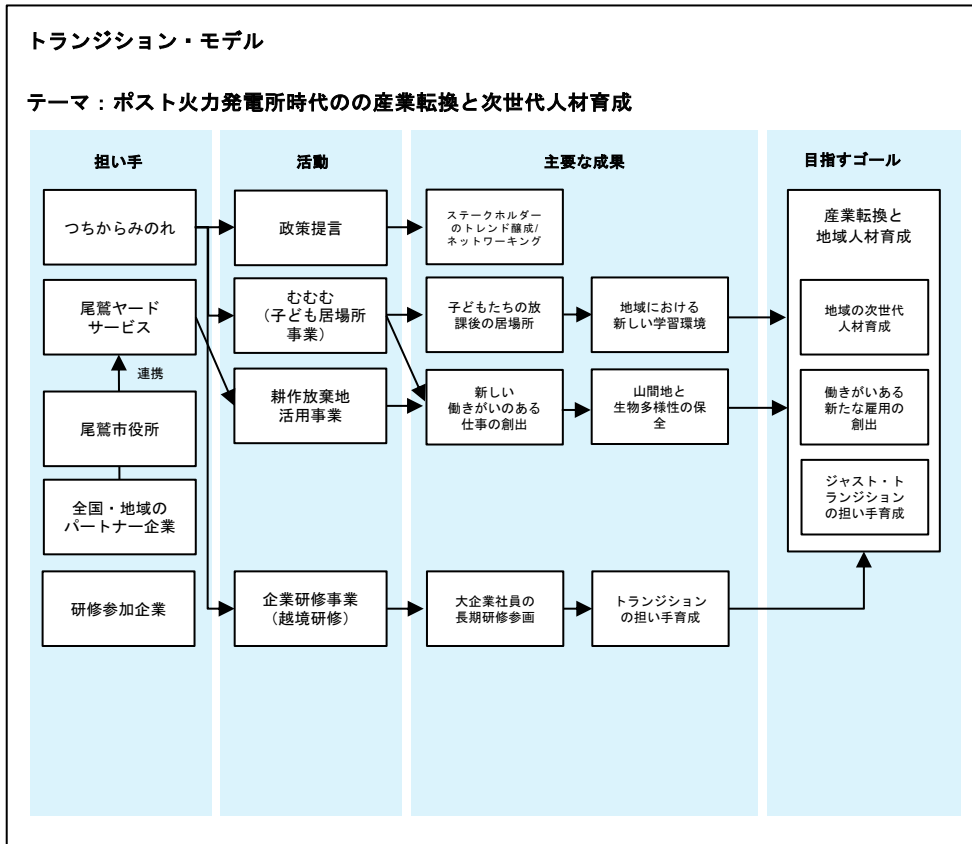 トランジション・モデル
テーマ：ポスト火力発電所時代のの産業転換と次世代人材育成
担い手
活動
主要な成果
目指すゴール
つちからみのれ
政策提言
ステークホルダー
のトレンド醸成/
ネットワーキング
産業転換と
地域人材育成
尾鷲ヤード
サービス
むむむ
（子ども居場所
事業）
子どもたちの放
課後の居場所
地域における
新しい学習環境
地域の次世代
人材育成
連携
尾鷲市役所
耕作放棄地
活用事業
新しい
働きがいのある
仕事の創出
山間地と
生物多様性の保
全
働きがいある
新たな雇用の
創出
全国・地域の
パートナー企業
ジャスト・ト
ランジション
の担い手育成
研修参加企業
企業研修事業
（越境研修）
大企業社員の
長期研修参画
トランジション
の担い手育成